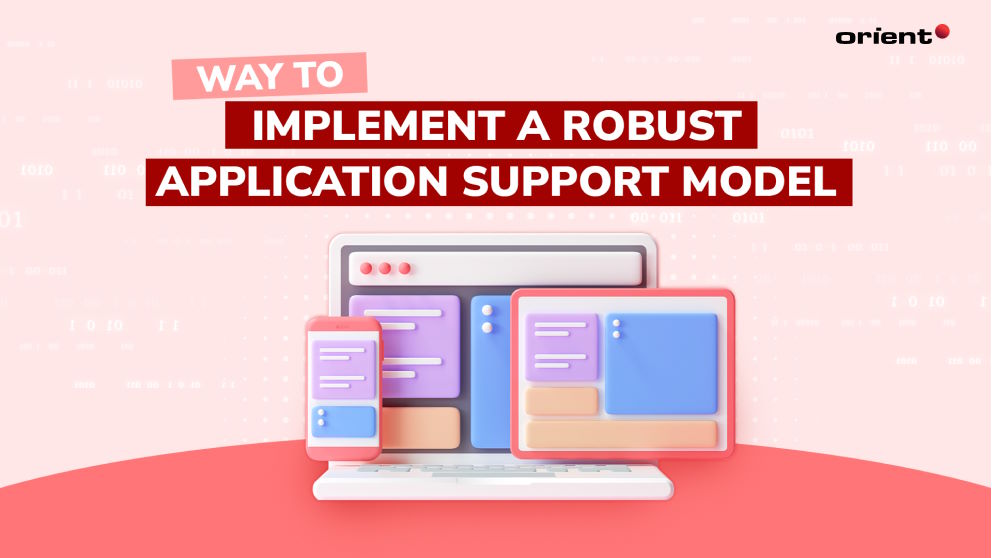 orient
WAY TO
IMPLEMENT A ROBUST
APPLICATION SUPPORT MODEL